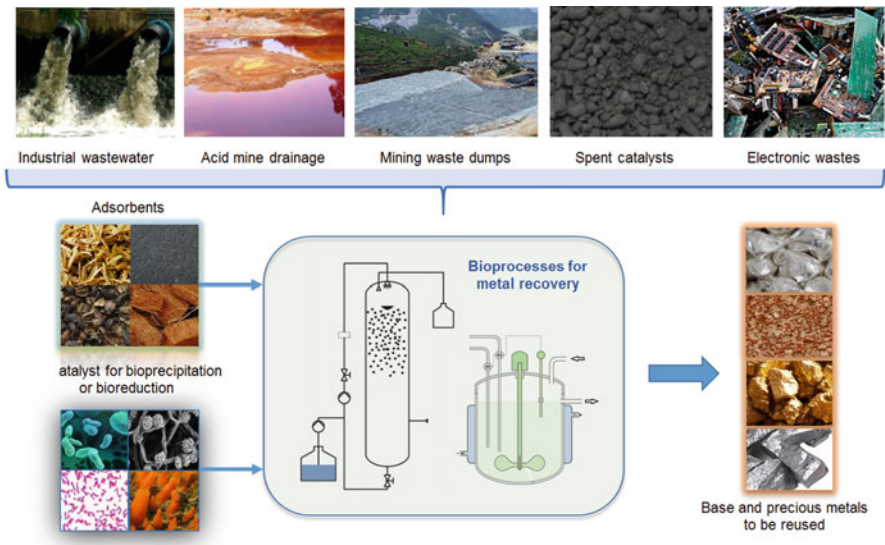 Industrial wastewater
Acid mine drainage
Mining waste dumps
Spent catalysts
Electronic wastes
Adsorbents
Bioprocesses for
metal recovery
atalyst for bioprecipitation
or bioreduction
Base and precious metals
to be reused